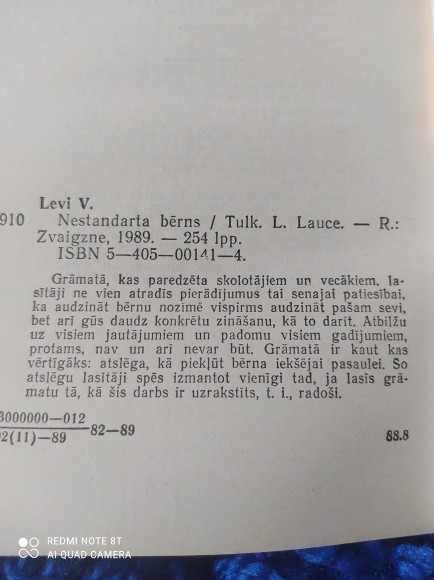 Levi V.
910 Nestandarta bērns / Tulk. L. Lauce. — R.:
Zvaigzne, 1989. — 254 lpp.
ISBN 5—405—00141—4.
Grāmatā, kas paredzēta skolotājiem un vecākiem, la-
sītāji ne vien atradīs pierādījumus tai senajai patiesībai,
ka audzināt bērnu nozīmē vispirms audzināt pašam sevi,
bet arī gūs daudz konkrētu zināšanu, kā to darīt. Atbilžu
uz visiem jautājumiem un padomu visiem gadījumiem,
protams, nav un arī nevar būt. Grāmatā ir kaut kas
vērtīgāks: atslēga, kā piekļūt bērna iekšējai pasaulei. So
atslēgu lasītāji spēs izmantot vienīgi tad, ja lasīs grā-
matu tā, kā šis darbs ir uzrakstīts, t. i., radoši.
3000000—012
02(11)—89 82—89
88.8
REDMI NOTE 8T
AI QUAD CAMERA